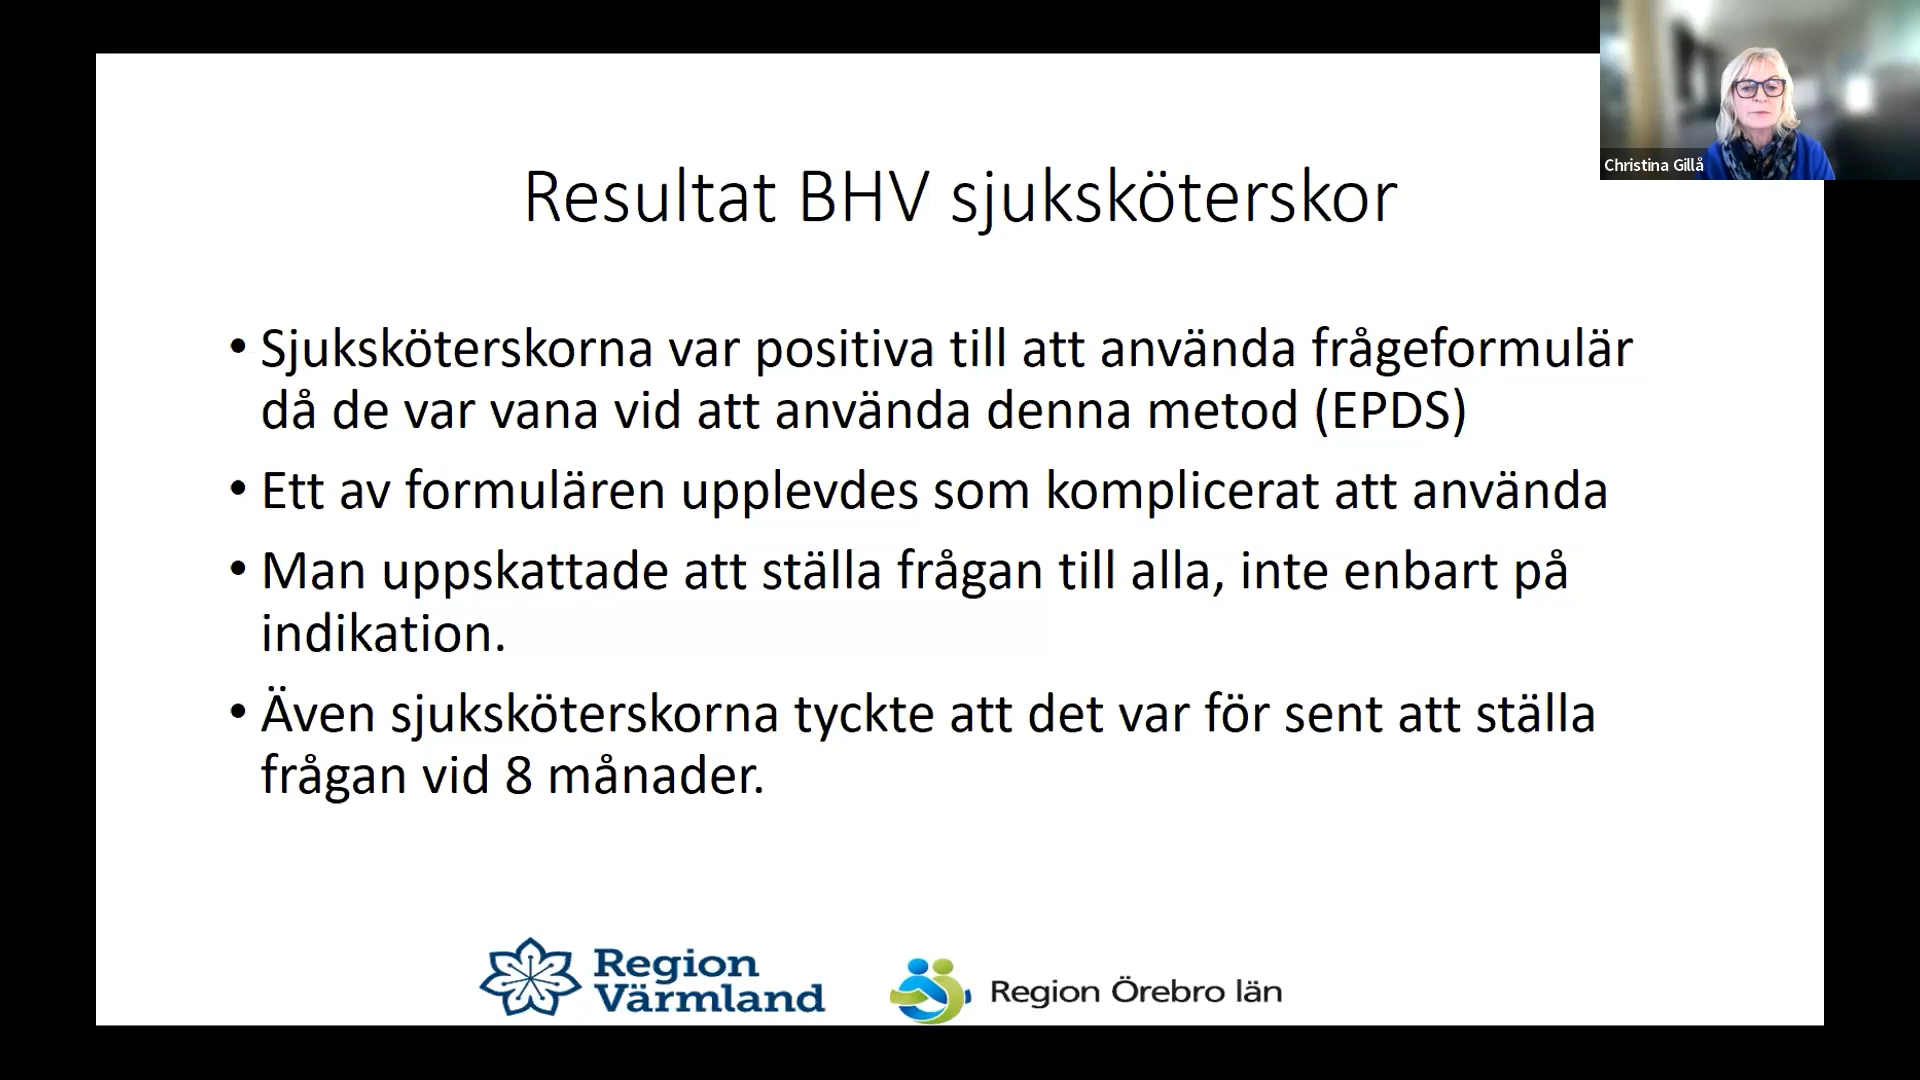 Christina Gillå
Resultat BHV sjuksköterskor
• Sjuksköterskorna var positiva till att använda frågeformulär
då de var vana vid att använda denna metod (EPDS)
• Ett av formulären upplevdes som komplicerat att använda
• Man uppskattade att ställa frågan till alla, inte enbart på
indikation.
• Även sjuksköterskorna tyckte att det var för sent att ställa
frågan vid 8 månader.
Region
Värmland
Region Örebro län